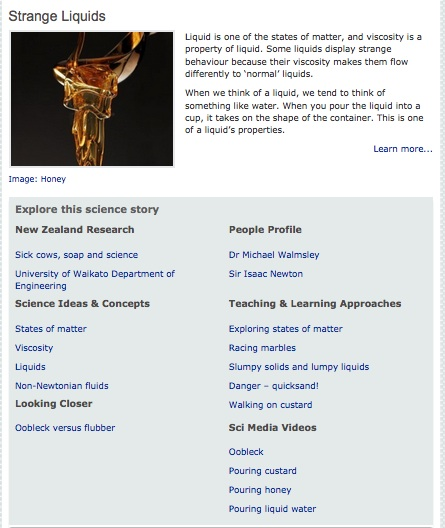 Strange Liquids
Liquid is one of the states of matter, and viscosity is a
property of liquid. Some liquids display strange
behaviour because their viscosity makes them flow
differently to ‘normal’ liquids.
When we think of a liquid, we tend to think of
something like water. When you pour the liquid into a
cup, it takes on the shape of the container. This is one
of a liquid’s properties.
Learn more...
Image: Honey
Explore this science story
New Zealand Research
Sick cows, soap and science
University of Waikato Department of
Engineering
Science Ideas & Concepts
States of matter
Viscosity
Liquids
Non-Newtonian fluids
Looking Closer
Oobleck versus flubber
People Profile
Dr Michael Walmsley
Sir Isaac Newton
Teaching & Learning Approaches
Exploring states of matter
Racing marbles
Slumpy solids and lumpy liquids
Danger – quicksand!
Walking on custard
Sci Media Videos
Oobleck
Pouring custard
Pouring honey
Pouring liquid water